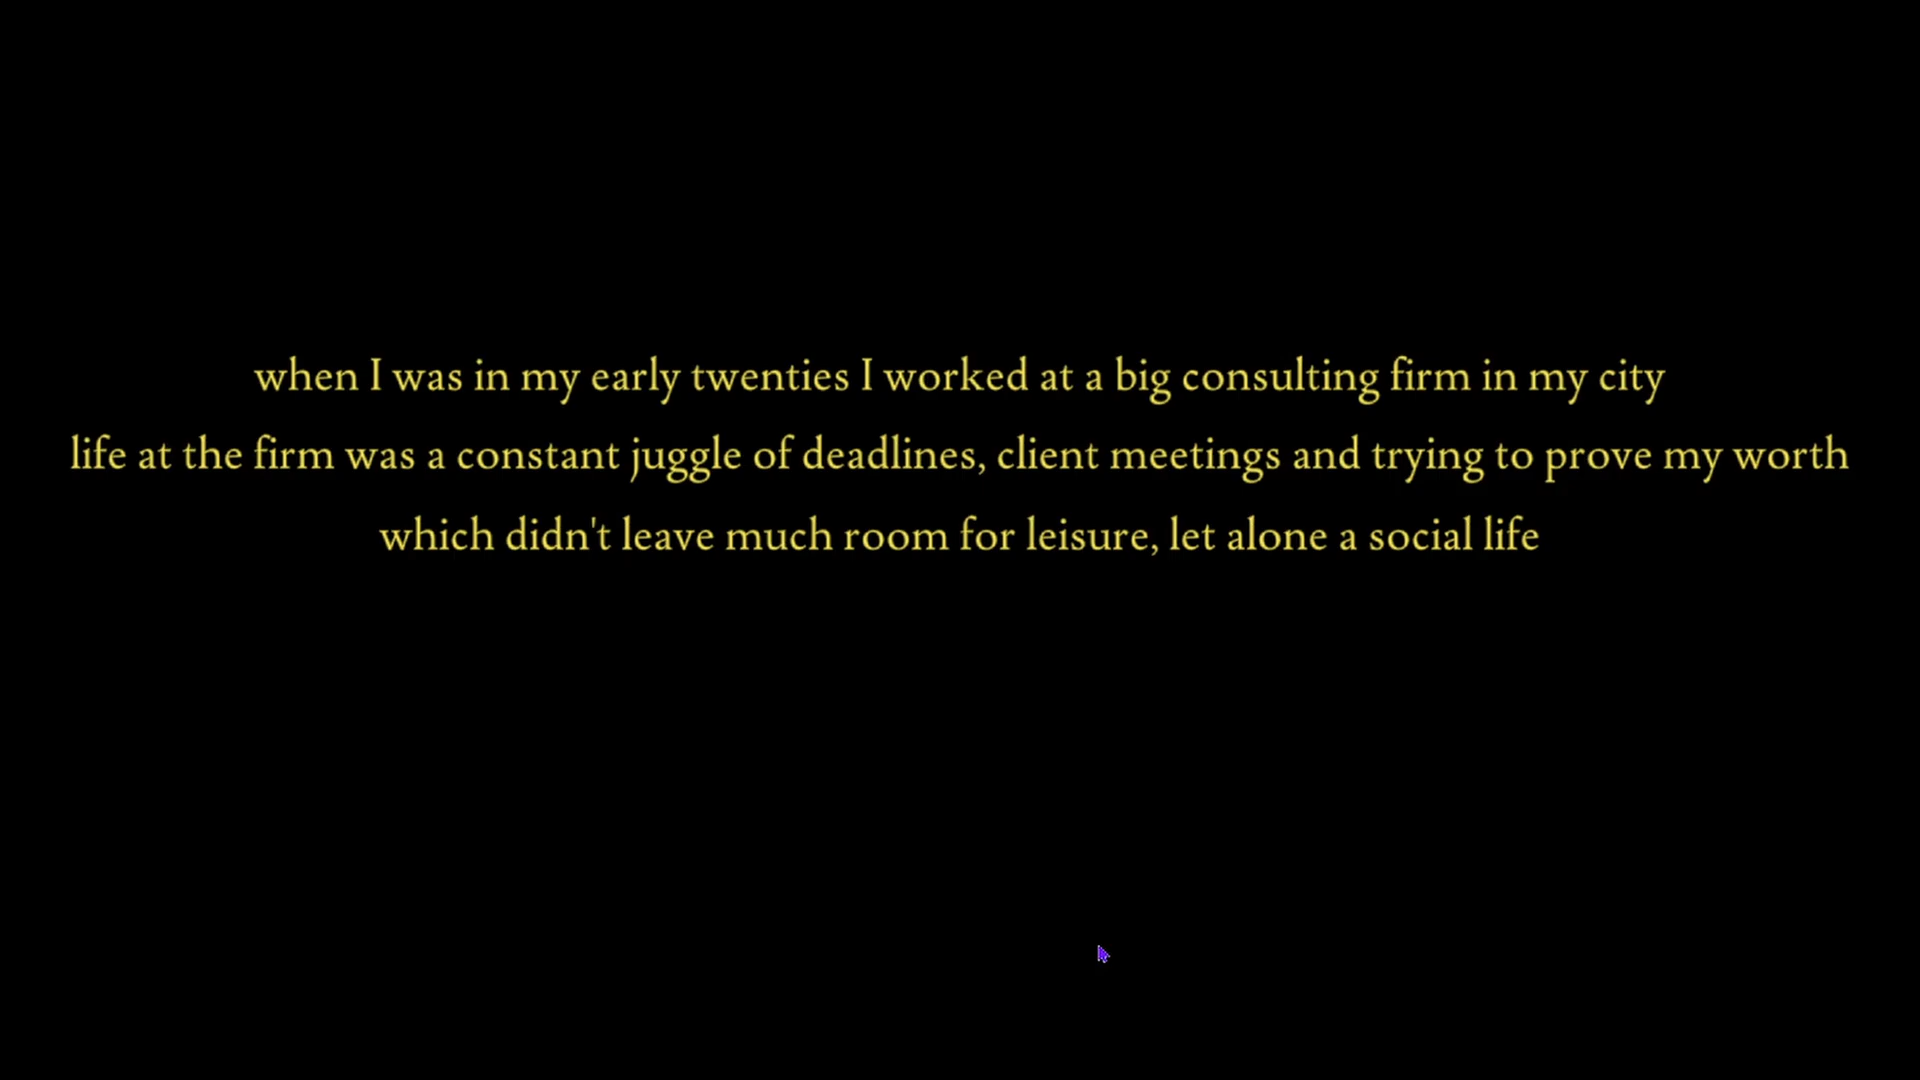 when I was in my early twenties I worked at a big consulting firm in my city
life at the firm was a constant juggle of deadlines, client meetings and trying to prove my worth
which didn't leave much room for leisure, let alone a social life